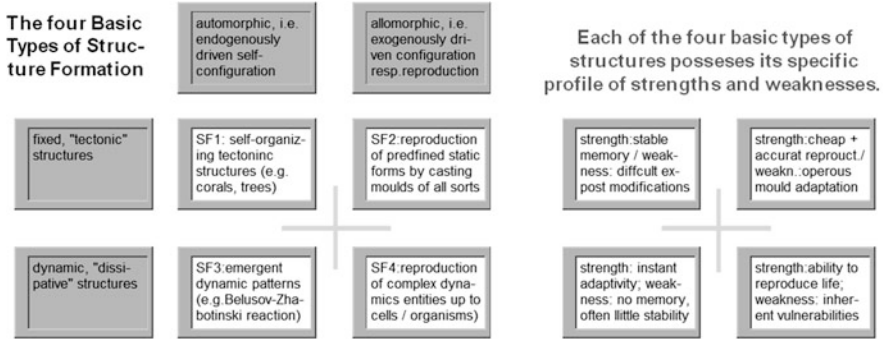 The four Basic
Types of Struc-
ture Formation
automorphic, i.e.
endogenously
driven self-
configuration
allomorphic, i.e.
exogenously dri-
ven configuration
resp.reproduction
Each of the four basic types of
structures posseses its specific
profile of strengths and weaknesses.
fixed, "tectonic"
structures
SF1: self-organiz-
ing tectoninc
structures (e.g.
corals, trees)
SF2:reproduction
of predfined static
forms by casting
moulds of all sorts
strength:stable
memory / weak-
ness: diffcult ex-
post modifications
strength:cheap +
accurat reprouct./
weakn.:operous
mould adaptation
dynamic, "dissi-
pative" structures
SF3:emergent
dynamic patterns
(e.g.Belusov-Zha-
botinski reaction)
SF4:reproduction
of complex dyna-
mics entities up to
cells / organisms)
strength: instant
adaptivity; weak-
ness: no memory,
often llittle stability
strength:ability to
reproduce life;
weakness: inher-
ent vulnerabilities